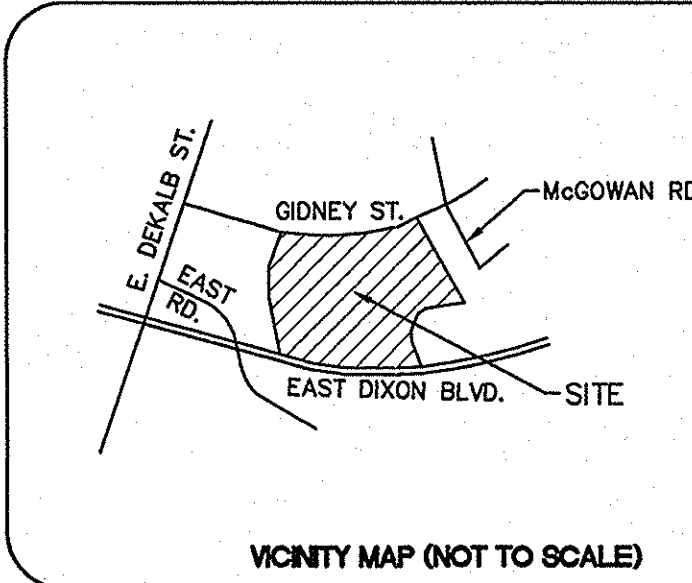 E. DEKALB ST.
GIDNEY ST.
McGOWAN RD
EAST
RD.
EAST DIXON BLVD.
SITE
VICINITY MAP (NOT TO SCALE)